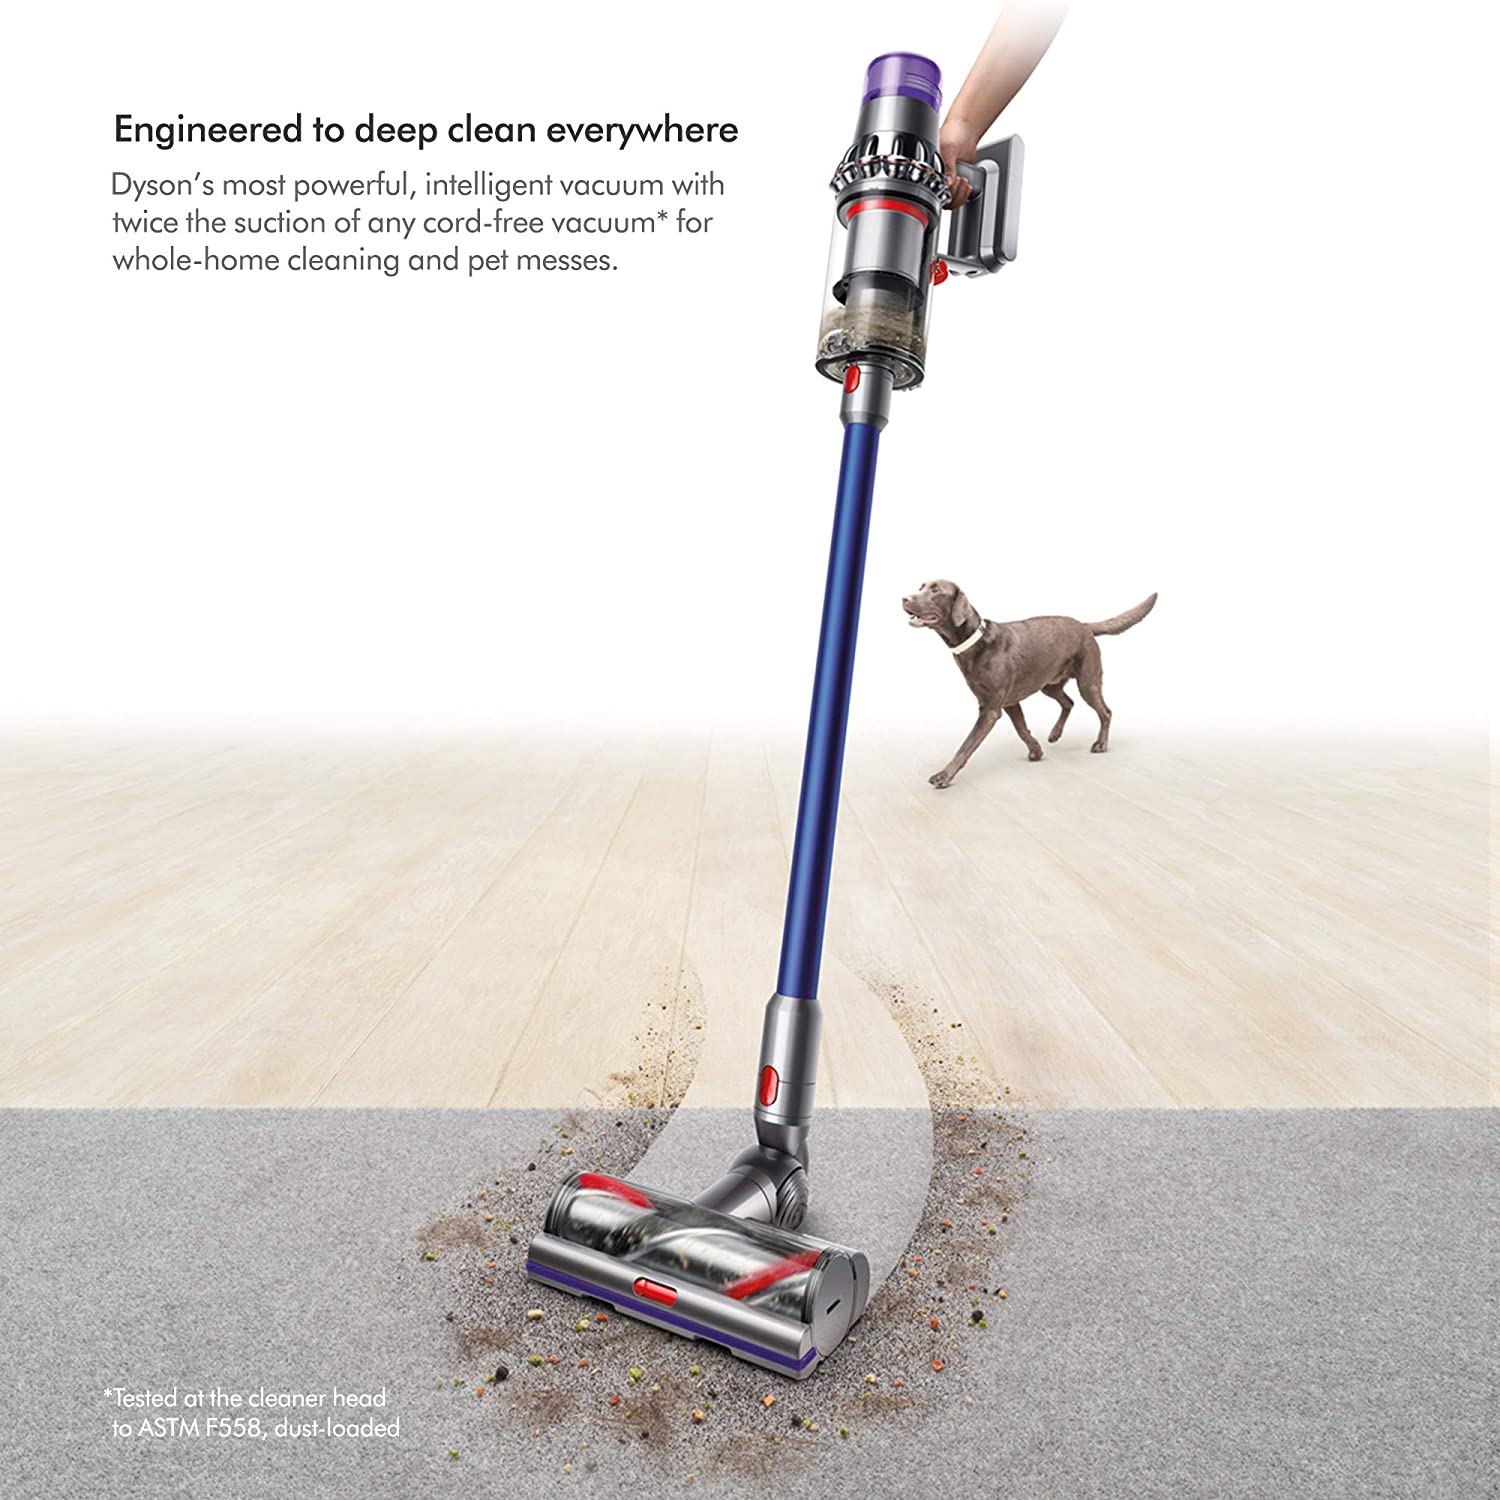 Engineered to deep clean everywhere
Dyson’s most powerful, intelligent vacuum with
twice the suction of any cord-free vacuum* for
whole-home cleaning and pet messes.
*Tested at the cleaner head
to ASTM F558, dust-loaded